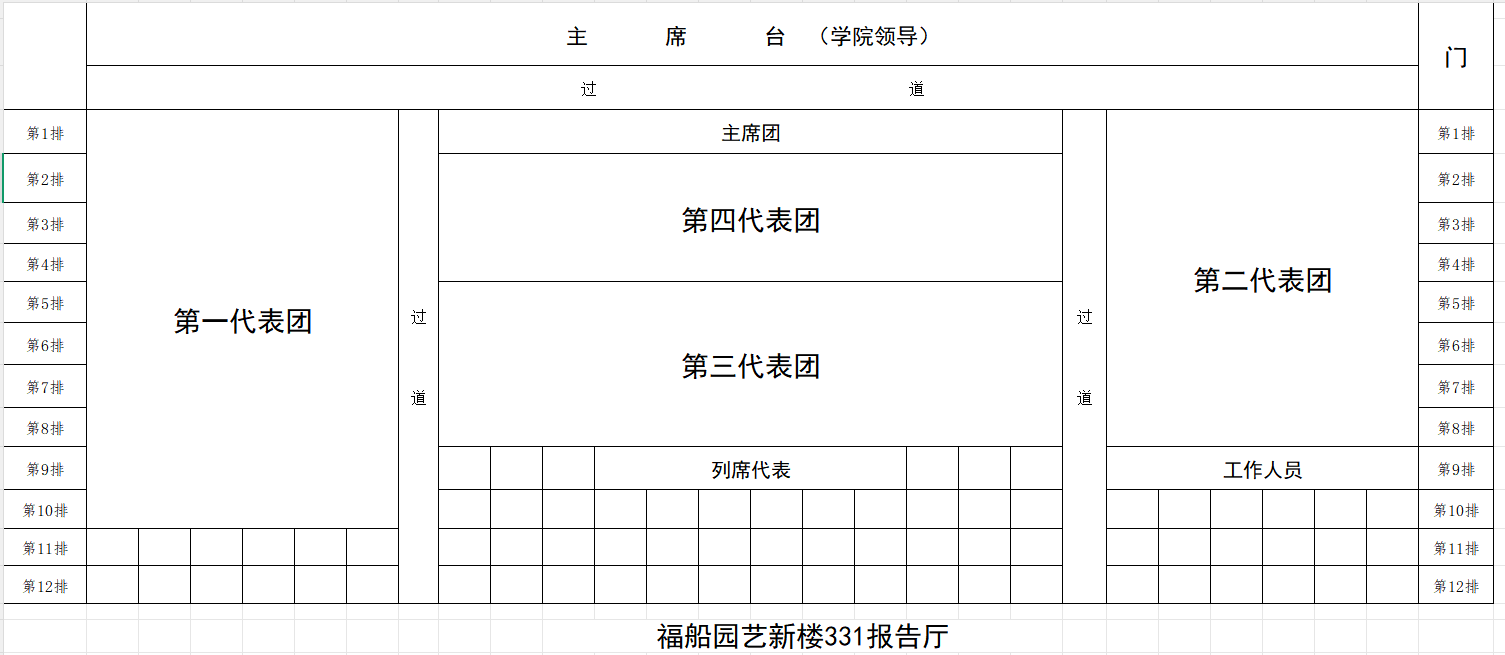 主 席 台 （学院领导）
门
过 道
第1排 主席团 第1排
第2排 第2排
第3排 第四代表团 第3排
第4排 第二代表团 第4排
第5排 第5排
第一代表团 过 过
第6排 第6排
第三代表团
第7排 道 道 第7排
第8排 第8排
第9排 列席代表 工作人员 第9排
第10排 第10排
第11排 第11排
第12排 第12排
福船园艺新楼331报告厅